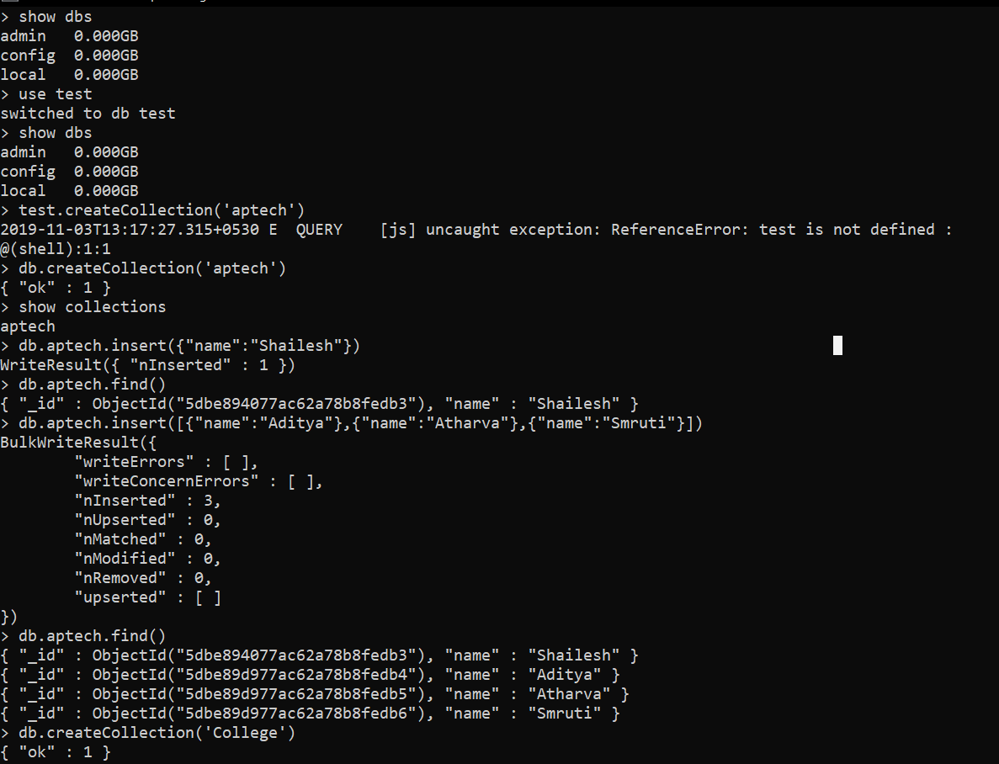 > show dbs
admin   0.000GB
config  0.000GB
local   0.000GB
> use test
switched to db test
> show dbs
admin   0.000GB
config  0.000GB
local   0.000GB
> test.createCollection('aptech')
2019-11-03T13:17:27.315+0530 E  QUERY    [js] uncaught exception: ReferenceError: test is not defined :
@(shell):1:1
> db.createCollection('aptech')
{ "ok" : 1 }
> show collections
aptech
> db.aptech.insert({"name":"Shailesh"})
WriteResult({ "nInserted" : 1 })
> db.aptech.find()
{ "_id" : ObjectId("5dbe894077ac62a78b8fedb3"), "name" : "Shailesh" }
> db.aptech.insert([{"name":"Aditya"},{"name":"Atharva"},{"name":"Smruti"}])
BulkWriteResult({
        "writeErrors" : [ ],
        "writeConcernErrors" : [ ],
        "nInserted" : 3,
        "nUpserted" : 0,
        "nMatched" : 0,
        "nModified" : 0,
        "nRemoved" : 0,
        "upserted" : [ ]
})
> db.aptech.find()
{ "_id" : ObjectId("5dbe894077ac62a78b8fedb3"), "name" : "Shailesh" }
{ "_id" : ObjectId("5dbe89d977ac62a78b8fedb4"), "name" : "Aditya" }
{ "_id" : ObjectId("5dbe89d977ac62a78b8fedb5"), "name" : "Atharva" }
{ "_id" : ObjectId("5dbe89d977ac62a78b8fedb6"), "name" : "Smruti" }
> db.createCollection('College')
{ "ok" : 1 }